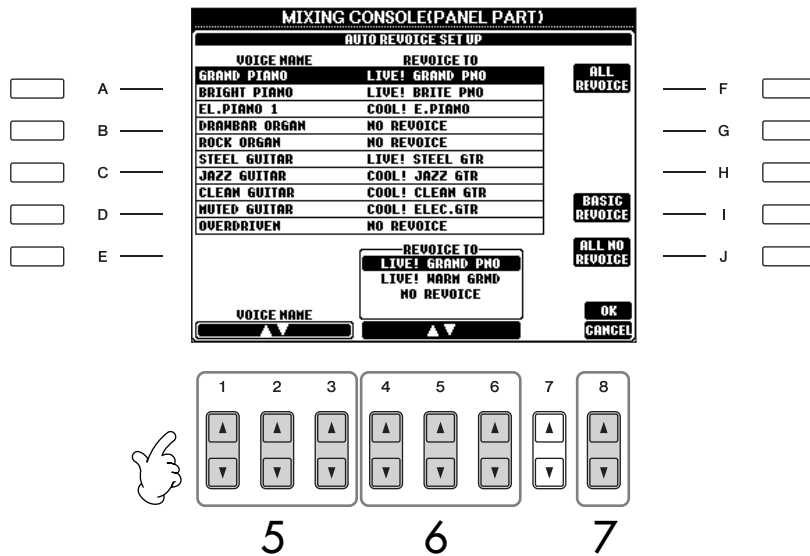 MIXING CONSOLE(PANEL PART)
AUTO REVOICE SET UP
VOICE NAME REVOICE TO
GRAND PIANO LIVE! GRAND PNO
BRIGHT PIANO LIVE! BRITE PNO
EL.PIANO 1 COOL! E.PIANO
DRAWBAR ORGAN NO REVOICE
ROCK ORGAN NO REVOICE
STEEL GUITAR LIVE! STEEL GTR
JAZZ GUITAR COOL! JAZZ GTR
CLEAN GUITAR COOL! CLEAN GTR
MUTED GUITAR COOL! ELEC.GTR
OVERDRIVEN NO REVOICE
A
B
C
D
E
ALL
REVOICE
BASIC
REVOICE
ALL NO
REVOICE
F
G
H
I
J
REVOICE TO
LIVE! GRAND PNO
LIVE! WARM GRND
NO REVOICE
VOICE NAME
OK
CANCEL
1 2 3 4 5 6 7 8
5 6 7